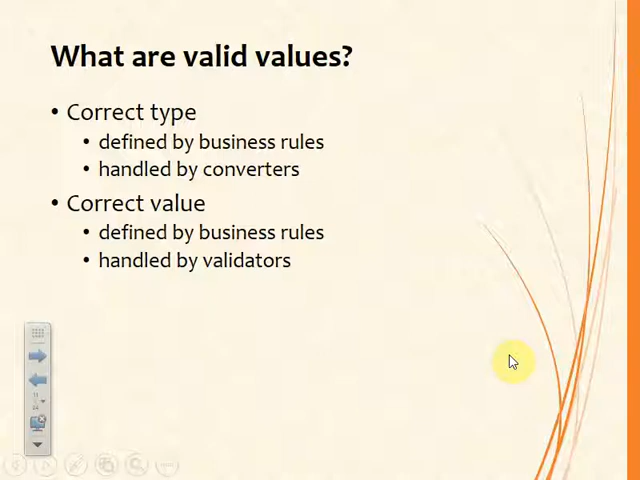 What are valid values?
• Correct type
• defined by business rules
• handled by converters
• Correct value
• defined by business rules
• handled by validators